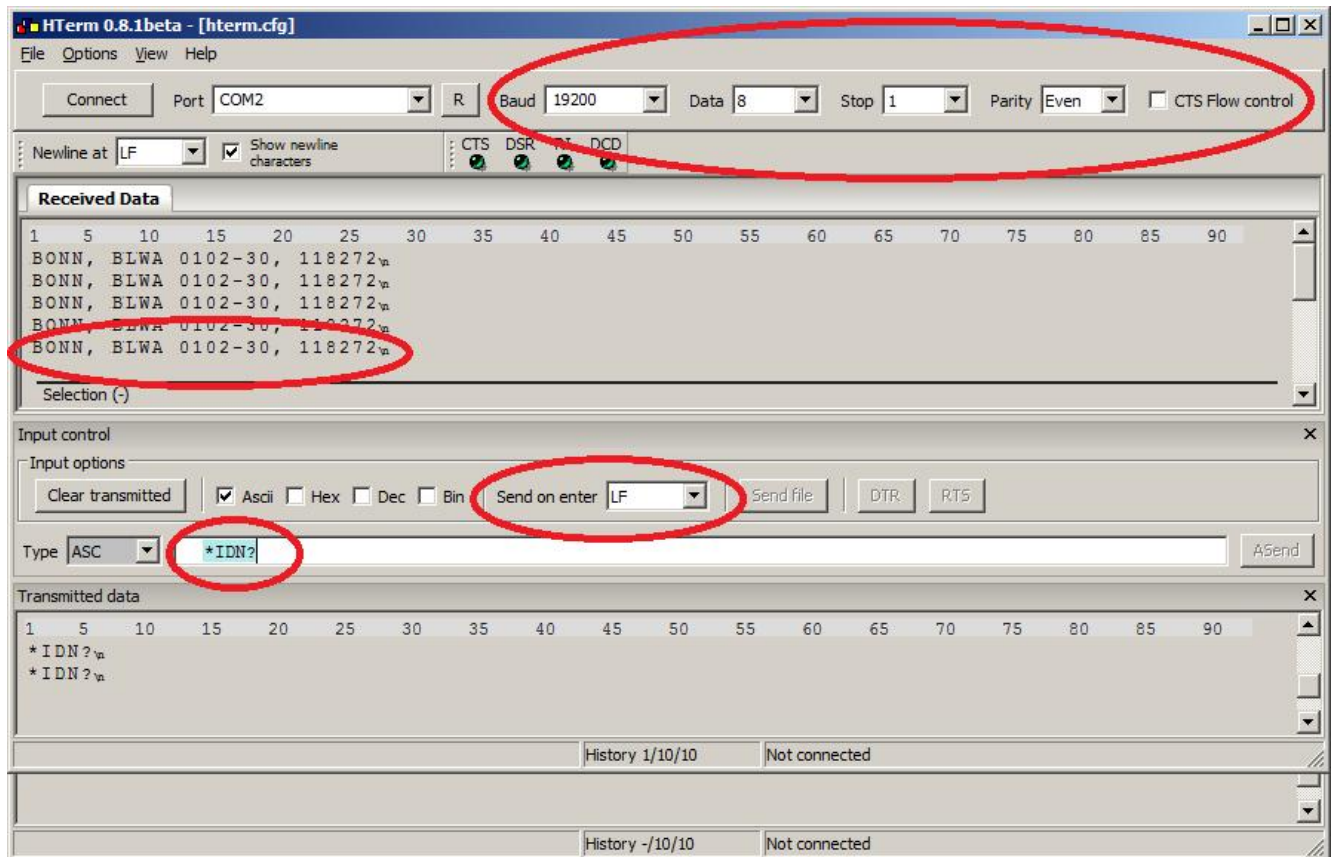 HTerm 0.8.1beta - [hterm.cfg]
File Options View Help
Connect Port COM2 R Baud 19200 Data 8 Stop 1 Parity Even CTS Flow control
Newline at LF Show newline characters CTS DSR RI DCD
Received Data
1 5 10 15 20 25 30 35 40 45 50 55 60 65 70 75 80 85 90
BONN, BLWA 0102-30, 118272\n
BONN, BLWA 0102-30, 118272\n
BONN, BLWA 0102-30, 118272\n
BONN, BLWA 0102-30, 118272\n
BONN, BLWA 0102-30, 118272\n
Selection (-)
Input control
Input options
Clear transmitted Ascii Hex Dec Bin Send on enter LF Send file DTR RTS
Type ASC *IDN? ASend
Transmitted data
1 5 10 15 20 25 30 35 40 45 50 55 60 65 70 75 80 85 90
*IDN?\n
*IDN?\n
History 1/10/10 Not connected
History -/10/10 Not connected